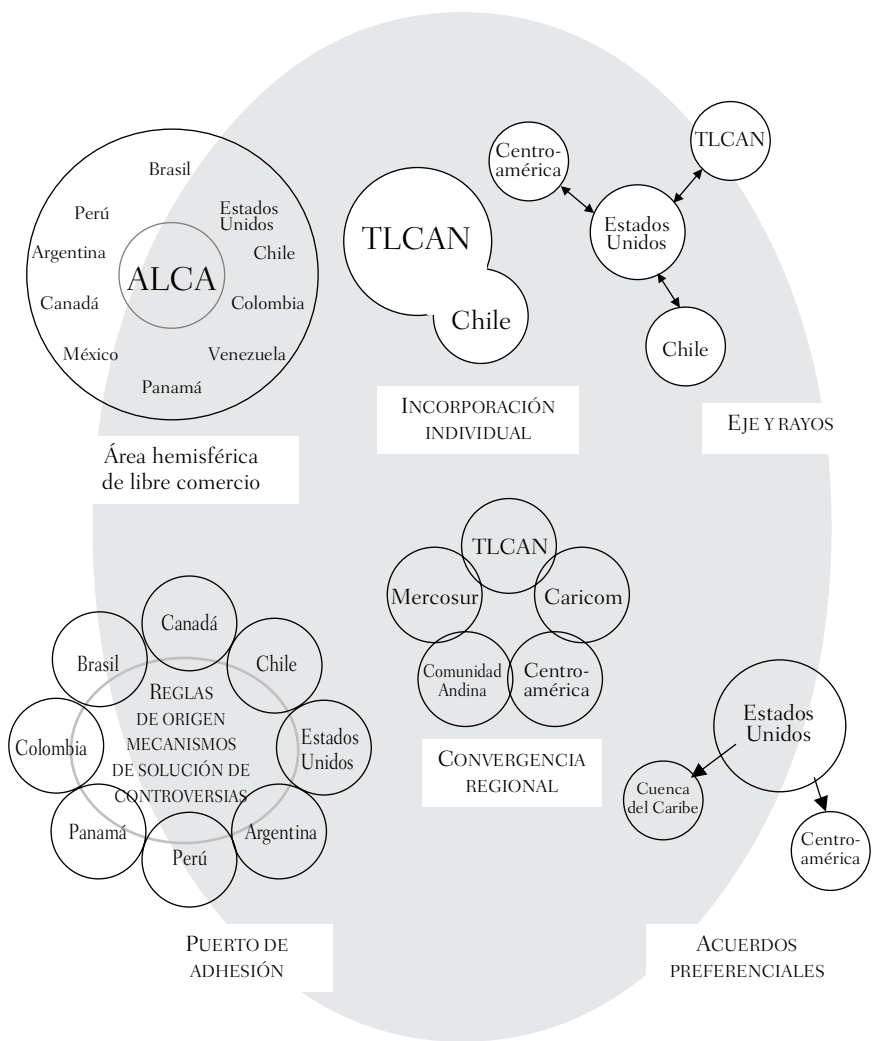 Brasil
Perú
Estados
Unidos
Argentina
Chile
ALCA
Canadá
Colombia
México
Venezuela
Panamá
Área hemisférica
de libre comercio
TLCAN
Chile
INCORPORACIÓN
INDIVIDUAL
Centro-
américa
TLCAN
Estados
Unidos
Chile
EJE Y RAYOS
Canadá
Brasil
Chile
Colombia
Estados
Unidos
Panamá
Argentina
Perú
REGLAS
DE ORIGEN
MECANISMOS
DE SOLUCIÓN DE
CONTROVERSIAS
PUERTO DE
ADHESIÓN
TLCAN
Mercosur
Caricom
Comunidad
Andina
Centro-
américa
CONVERGENCIA
REGIONAL
Estados
Unidos
Cuenca
del Caribe
Centro-
américa
ACUERDOS
PREFERENCIALES